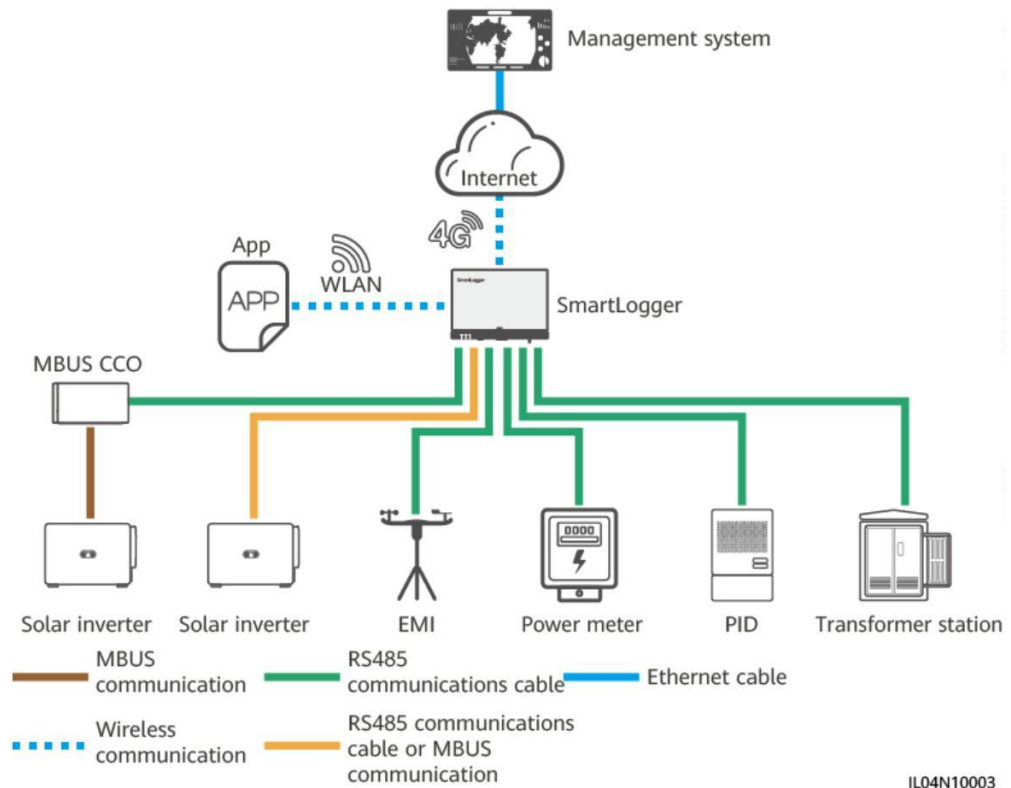 Management system
Internet
4G
App
WLAN
APP
SmartLogger
SmartLogger
MBUS CCO
Solar inverter
Solar inverter
EMI
Power meter
PID
Transformer station
MBUS
communication
RS485
communications cable
Ethernet cable
Wireless
communication
RS485 communications
cable or MBUS
communication
IL04N10003